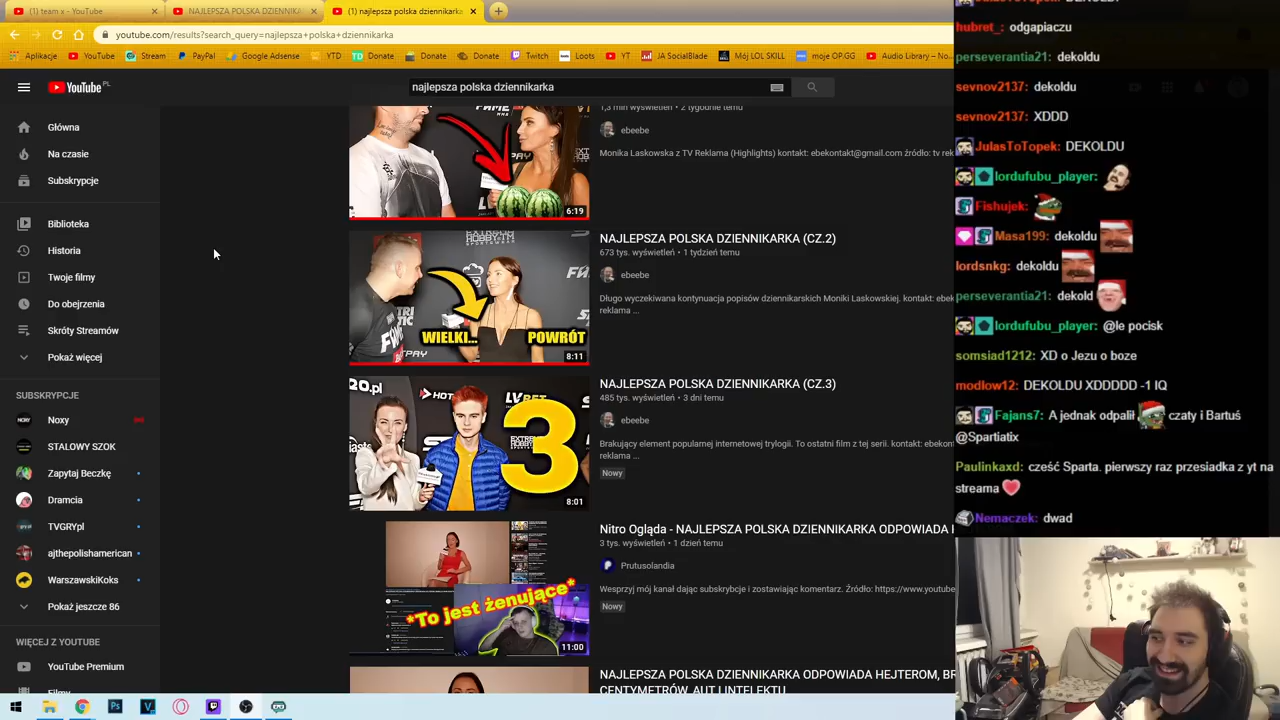 (1) team x - YouTube
NAJLEPSZA POLSKA DZIENNIKA
(1) najlepsza polska dziennikarka
youtube.com/results?search_query=najlepsza+polska+dziennikarka
Aplikacje
YouTube
Stream
PayPal
Google Adsense
YTD
TD Donate
Donate
Donate
Twitch
Loots
YT
JA SocialBlade
Mój LOL SKILL
moje OP.GG
Audio Library – No...
YouTube PL
najlepsza polska dziennikarka
Główna
Na czasie
Subskrypcje
Biblioteka
Historia
Twoje filmy
Do obejrzenia
Skróty Streamów
Pokaż więcej
SUBSKRYPCJE
Noxy
STALOWY SZOK
Zapytaj Beczkę
Dramcia
TVGRYpl
ajthepolishamerican
WarszawskiKoks
Pokaż jeszcze 86
WIĘCEJ Z YOUTUBE
YouTube Premium
Filmy
1,3 mln wyświetleń • 2 tygodnie temu
ebeebe
Monika Laskowska z TV Reklama (Highlights) kontakt: ebekontakt@gmail.com źródło: tv rek
6:19
NAJLEPSZA POLSKA DZIENNIKARKA (CZ.2)
673 tys. wyświetleń • 1 tydzień temu
ebeebe
Długo wyczekiwana kontynuacja popisów dziennikarskich Moniki Laskowskiej. kontakt: ebek
reklama ...
WIELKI...
POWRÓT
8:11
NAJLEPSZA POLSKA DZIENNIKARKA (CZ.3)
485 tys. wyświetleń • 3 dni temu
ebeebe
Brakujący element popularnej internetowej trylogii. To ostatni film z tej serii. kontakt: ebekon
reklama ...
Nowy
HOT
LVBET
3
8:01
Nitro Ogląda - NAJLEPSZA POLSKA DZIENNIKARKA ODPOWIADA
3 tys. wyświetleń • 1 dzień temu
Prutusolandia
Wesprzyj mój kanał dając subskrybcje i zostawiając komentarz. Źródło: https://www.youtube
Nowy
*To jest żenujące*
11:00
NAJLEPSZA POLSKA DZIENNIKARKA ODPOWIADA HEJTEROM, BR
CENTYMETRÓW, AUT I INTELEKTU
hubret_: odgapiaczu
perseverantia21: dekoldu
sevnov2137: dekoldu
sevnov2137: XDDD
JulasToTopek: DEKOLDU
lordufubu_player:
Fishujek:
Masa199: dekoldu
lordsnkg: dekoldu
perseverantia21: dekold
lordufubu_player: @le pocisk
somsiad1212: XD o Jezu o boze
modlow12: DEKOLDU XDDDDD -1 IQ
Fajans7: A jednak odpalił czaty i Bartuś
@Spartiatix
Paulinkaxd: cześć Sparta. pierwszy raz przesiadka z yt na
streama
Nemaczek: dwad